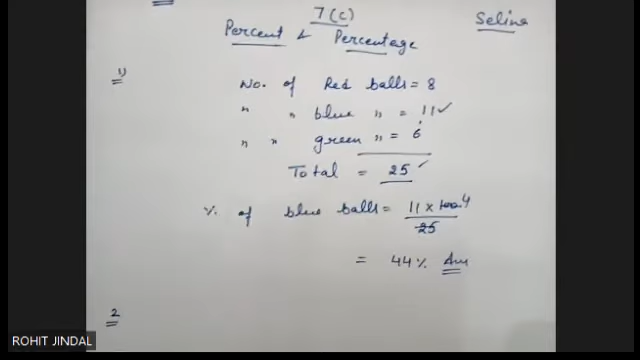 7(c) Selina
Percent & Percentage
1) No. of Red balls = 8
" " blue " = 11 ✓
" " green " = 6
Total = 25 ✓
% of blue balls = 11 × 100 4
25
= 44% Ans
2
ROHIT JINDAL